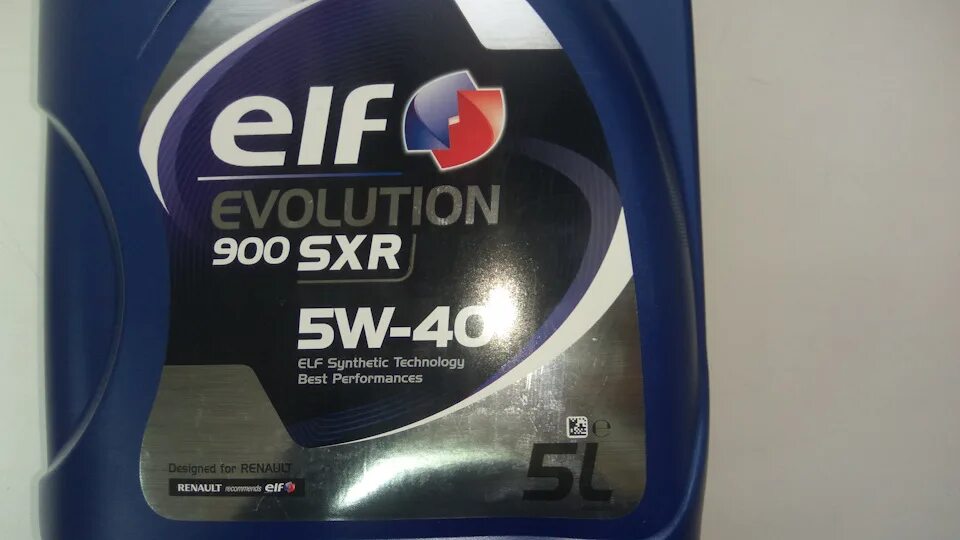 elf
EVOLUTION
900 SXR
5W-40
ELF Synthetic Technology
Best Performances
℮
5L
Designed for RENAULT
RENAULT recommends elf